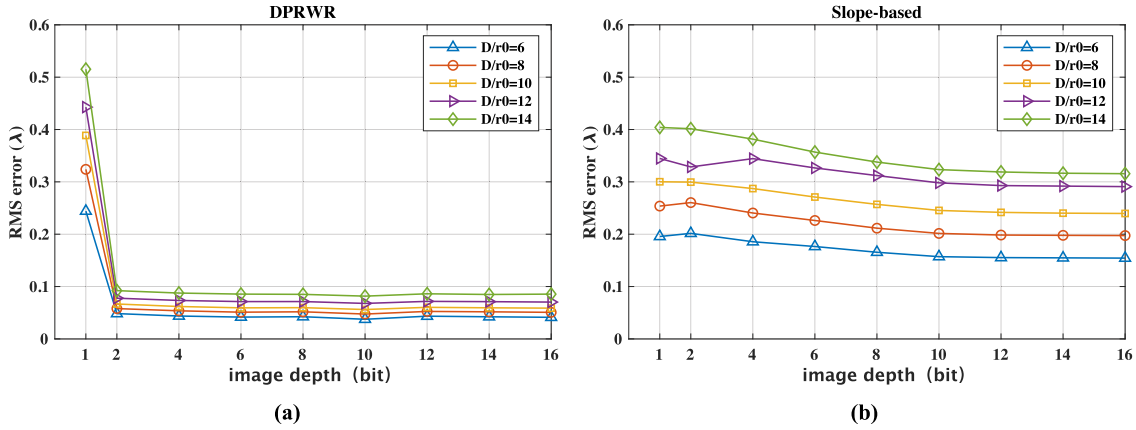 DPRWR
RMS error (λ)
0.6
0.5
0.4
0.3
0.2
0.1
0
D/r0=6
D/r0=8
D/r0=10
D/r0=12
D/r0=14
1 2 4 6 8 10 12 14 16
image depth (bit)
(a)
Slope-based
RMS error (λ)
0.6
0.5
0.4
0.3
0.2
0.1
0
D/r0=6
D/r0=8
D/r0=10
D/r0=12
D/r0=14
1 2 4 6 8 10 12 14 16
image depth (bit)
(b)